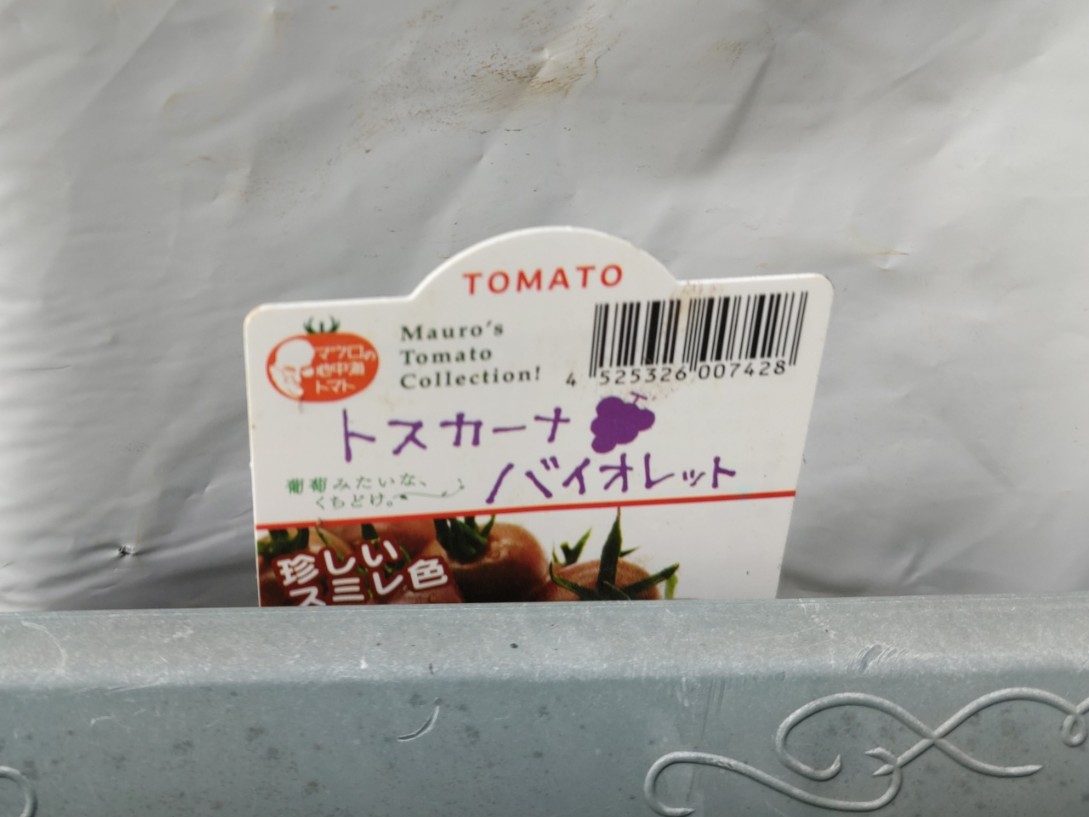 TOMATO
マウロの
地中海
トマト
Mauro's
Tomato
Collection!
4 525326 007428
トスカーナ
バイオレット
葡萄みたいな、
くちどけ。
珍しい
スミレ色